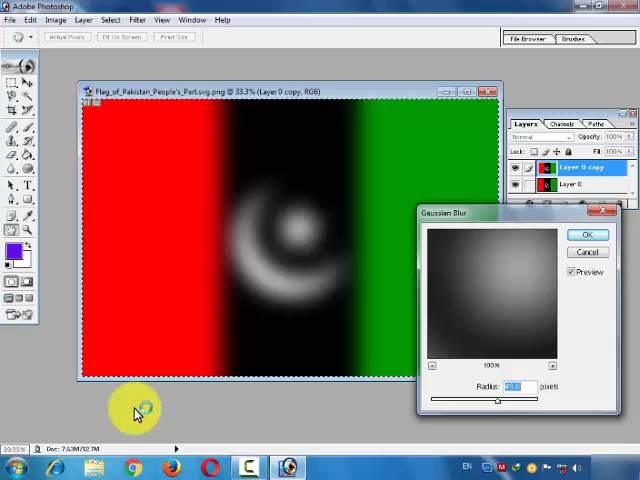 Adobe Photoshop
File Edit Image Layer Select Filter View Window Help
Actual Pixels Fit On Screen Print Size
File Browser Brushes
Flag_of_Pakistan_People's_Part.svg.png @ 33.3% (Layer 0 copy, RGB)
Layers Channels Paths
Normal Opacity: 100%
Lock: Fill: 100%
Layer 0 copy
Layer 0
Gaussian Blur
OK
Cancel
Preview
100%
Radius: pixels
33.33% Doc: 7.63M/12.7M
EN